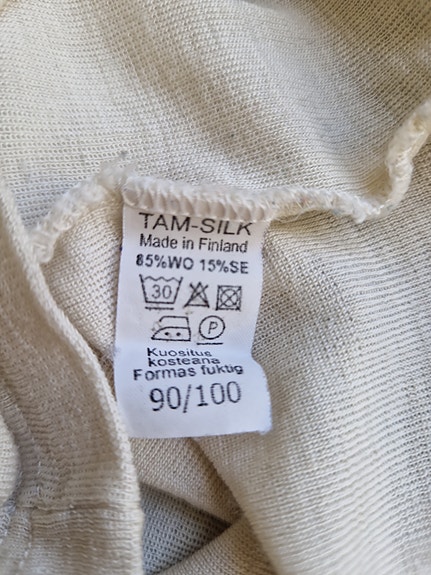 TAM-SILK
Made in Finland
85%WO 15%SE
30
P
Kuositus
kosteana
Formas fuktig
90/100